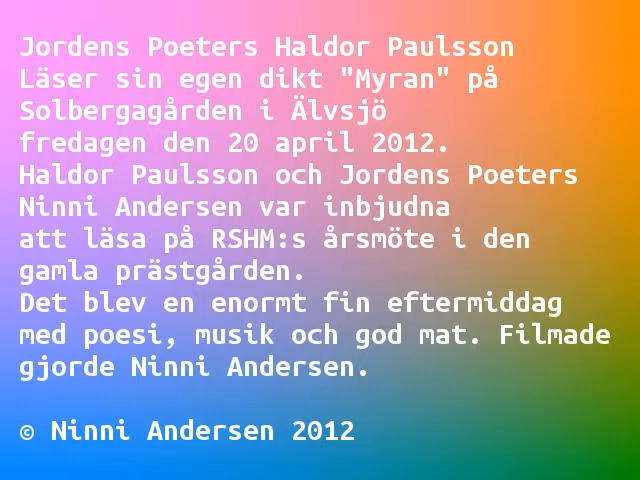 Jordens Poeters Haldor Paulsson
Läser sin egen dikt "Myran" på
Solbergagården i Älvsjö
fredagen den 20 april 2012.
Haldor Paulsson och Jordens Poeters
Ninni Andersen var inbjudna
att läsa på RSHM:s årsmöte i den
gamla prästgården.
Det blev en enormt fin eftermiddag
med poesi, musik och god mat. Filmade
gjorde Ninni Andersen.

© Ninni Andersen 2012